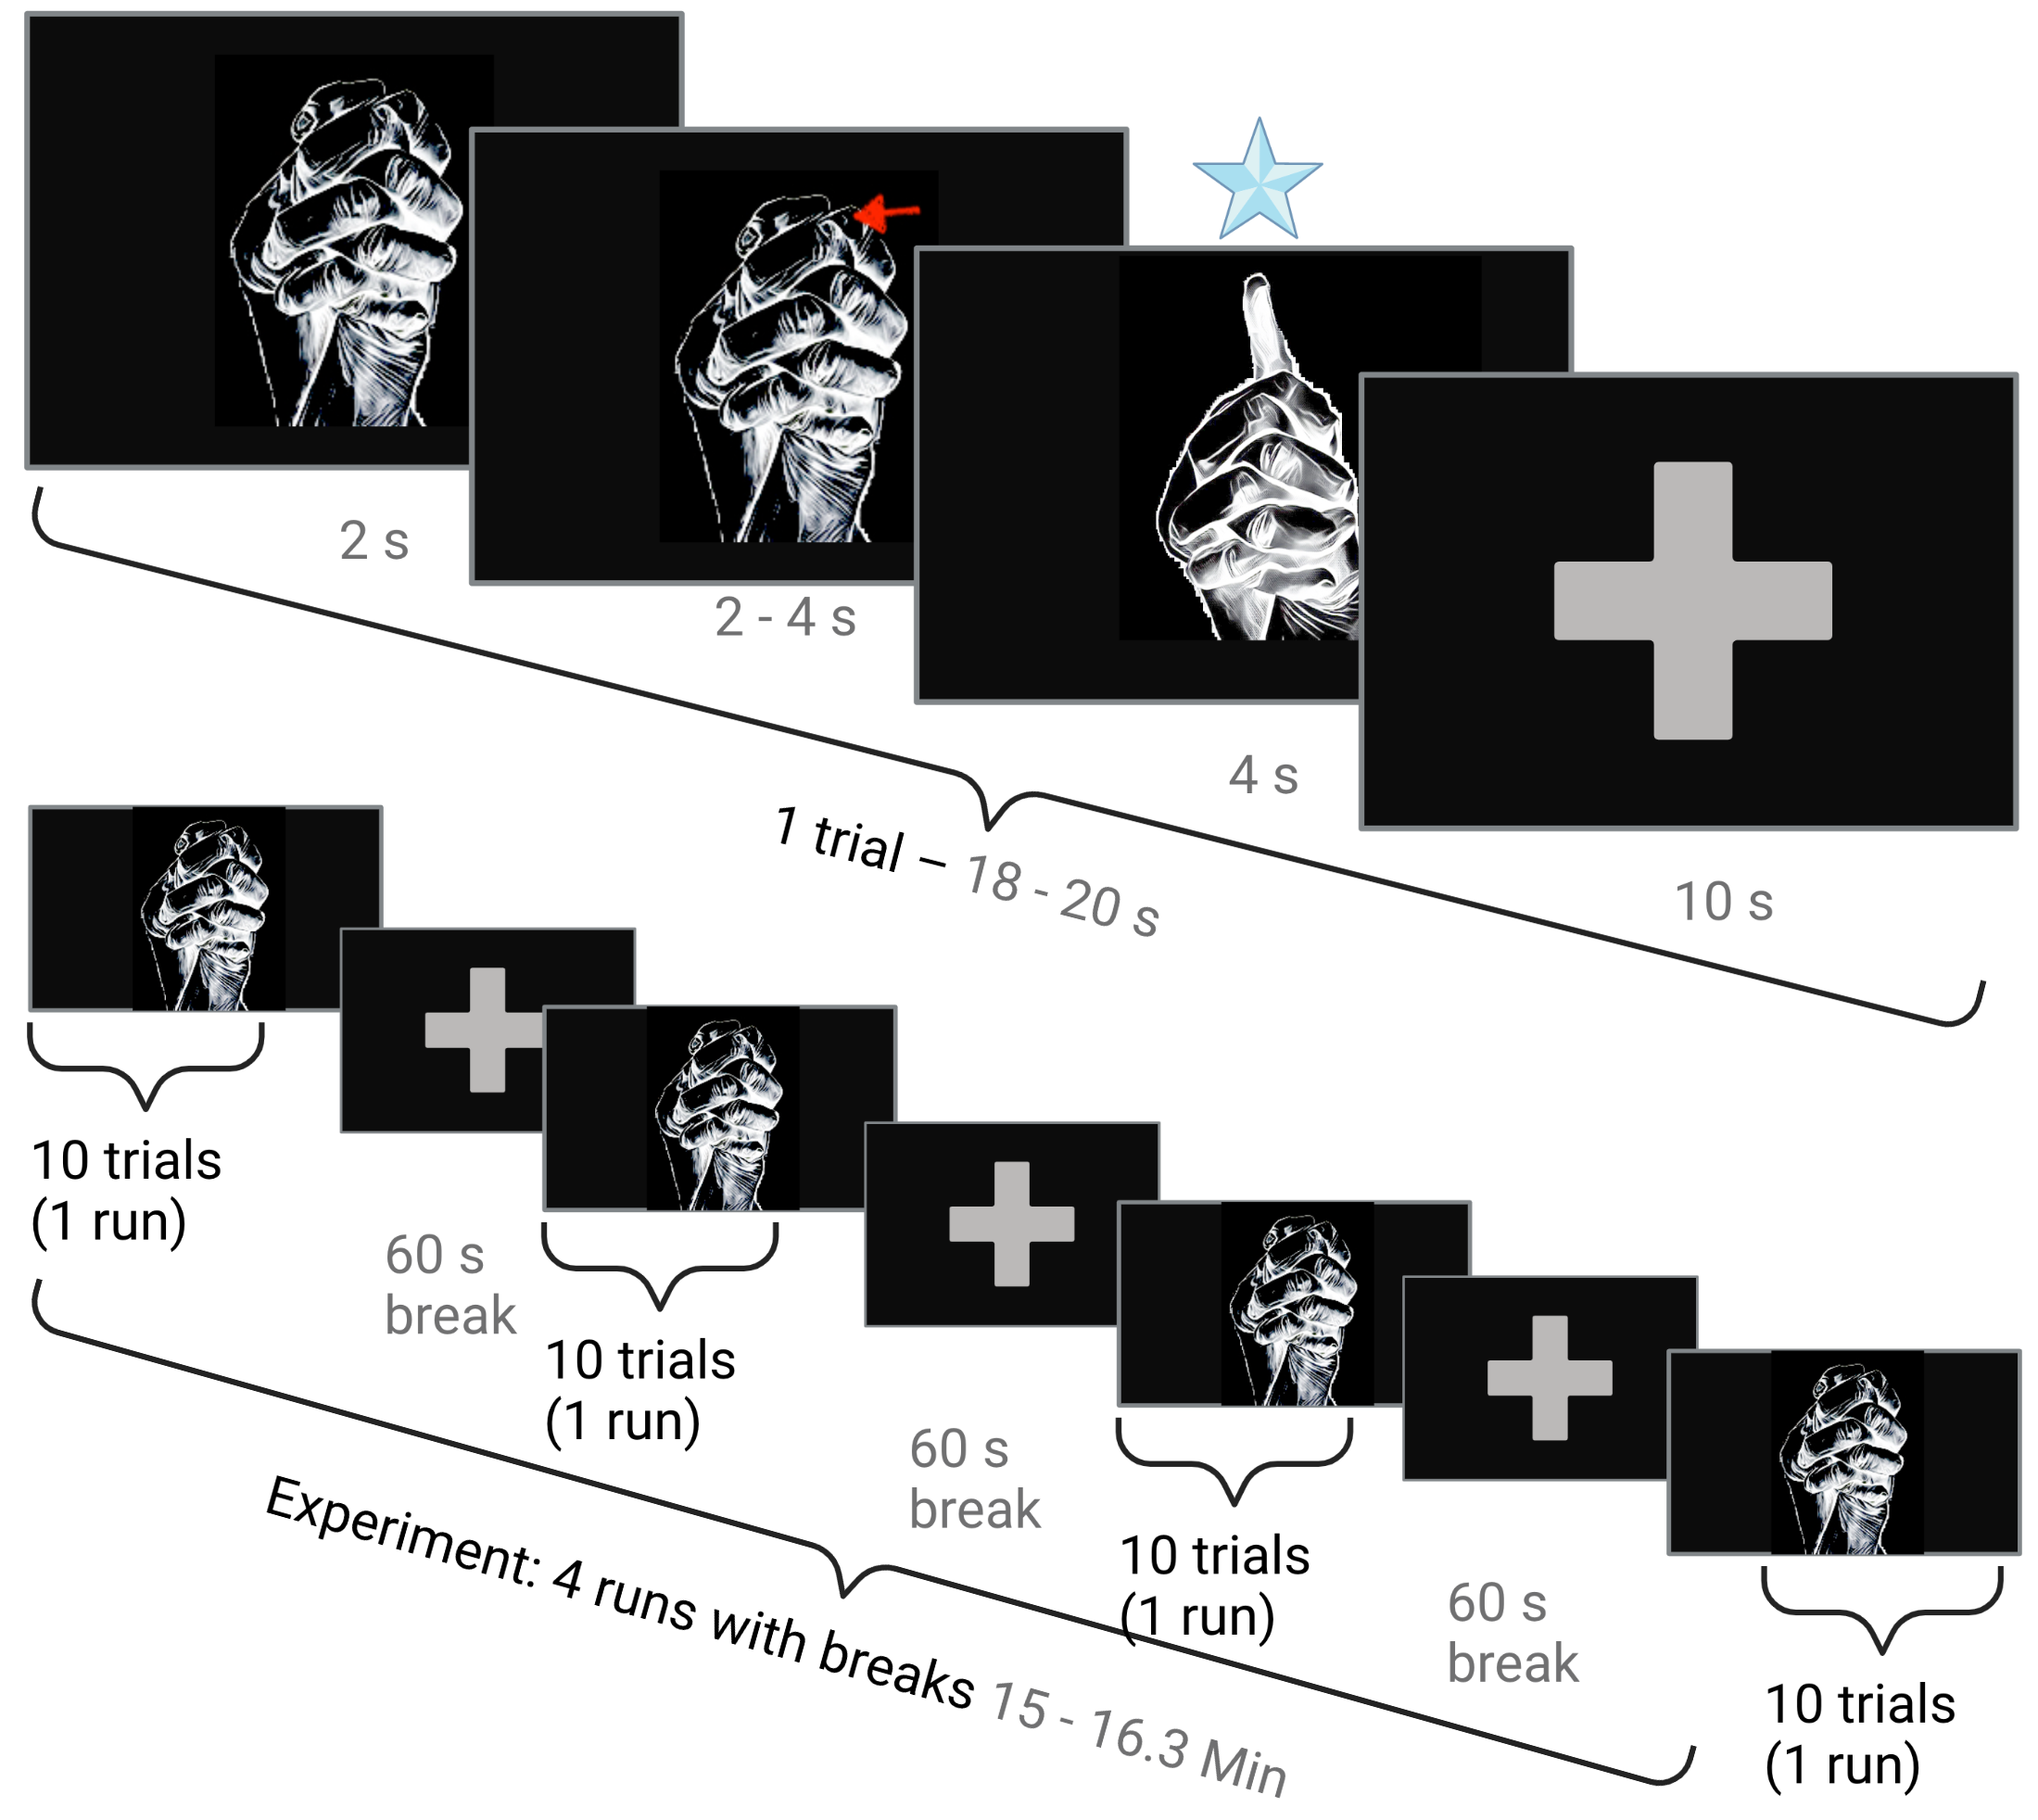 2 s
2 - 4 s
4 s
10 s
1 trial – 18 - 20 s
10 trials
(1 run)
60 s
break
10 trials
(1 run)
60 s
break
10 trials
(1 run)
60 s
break
10 trials
(1 run)
Experiment: 4 runs with breaks 15 - 16.3 Min